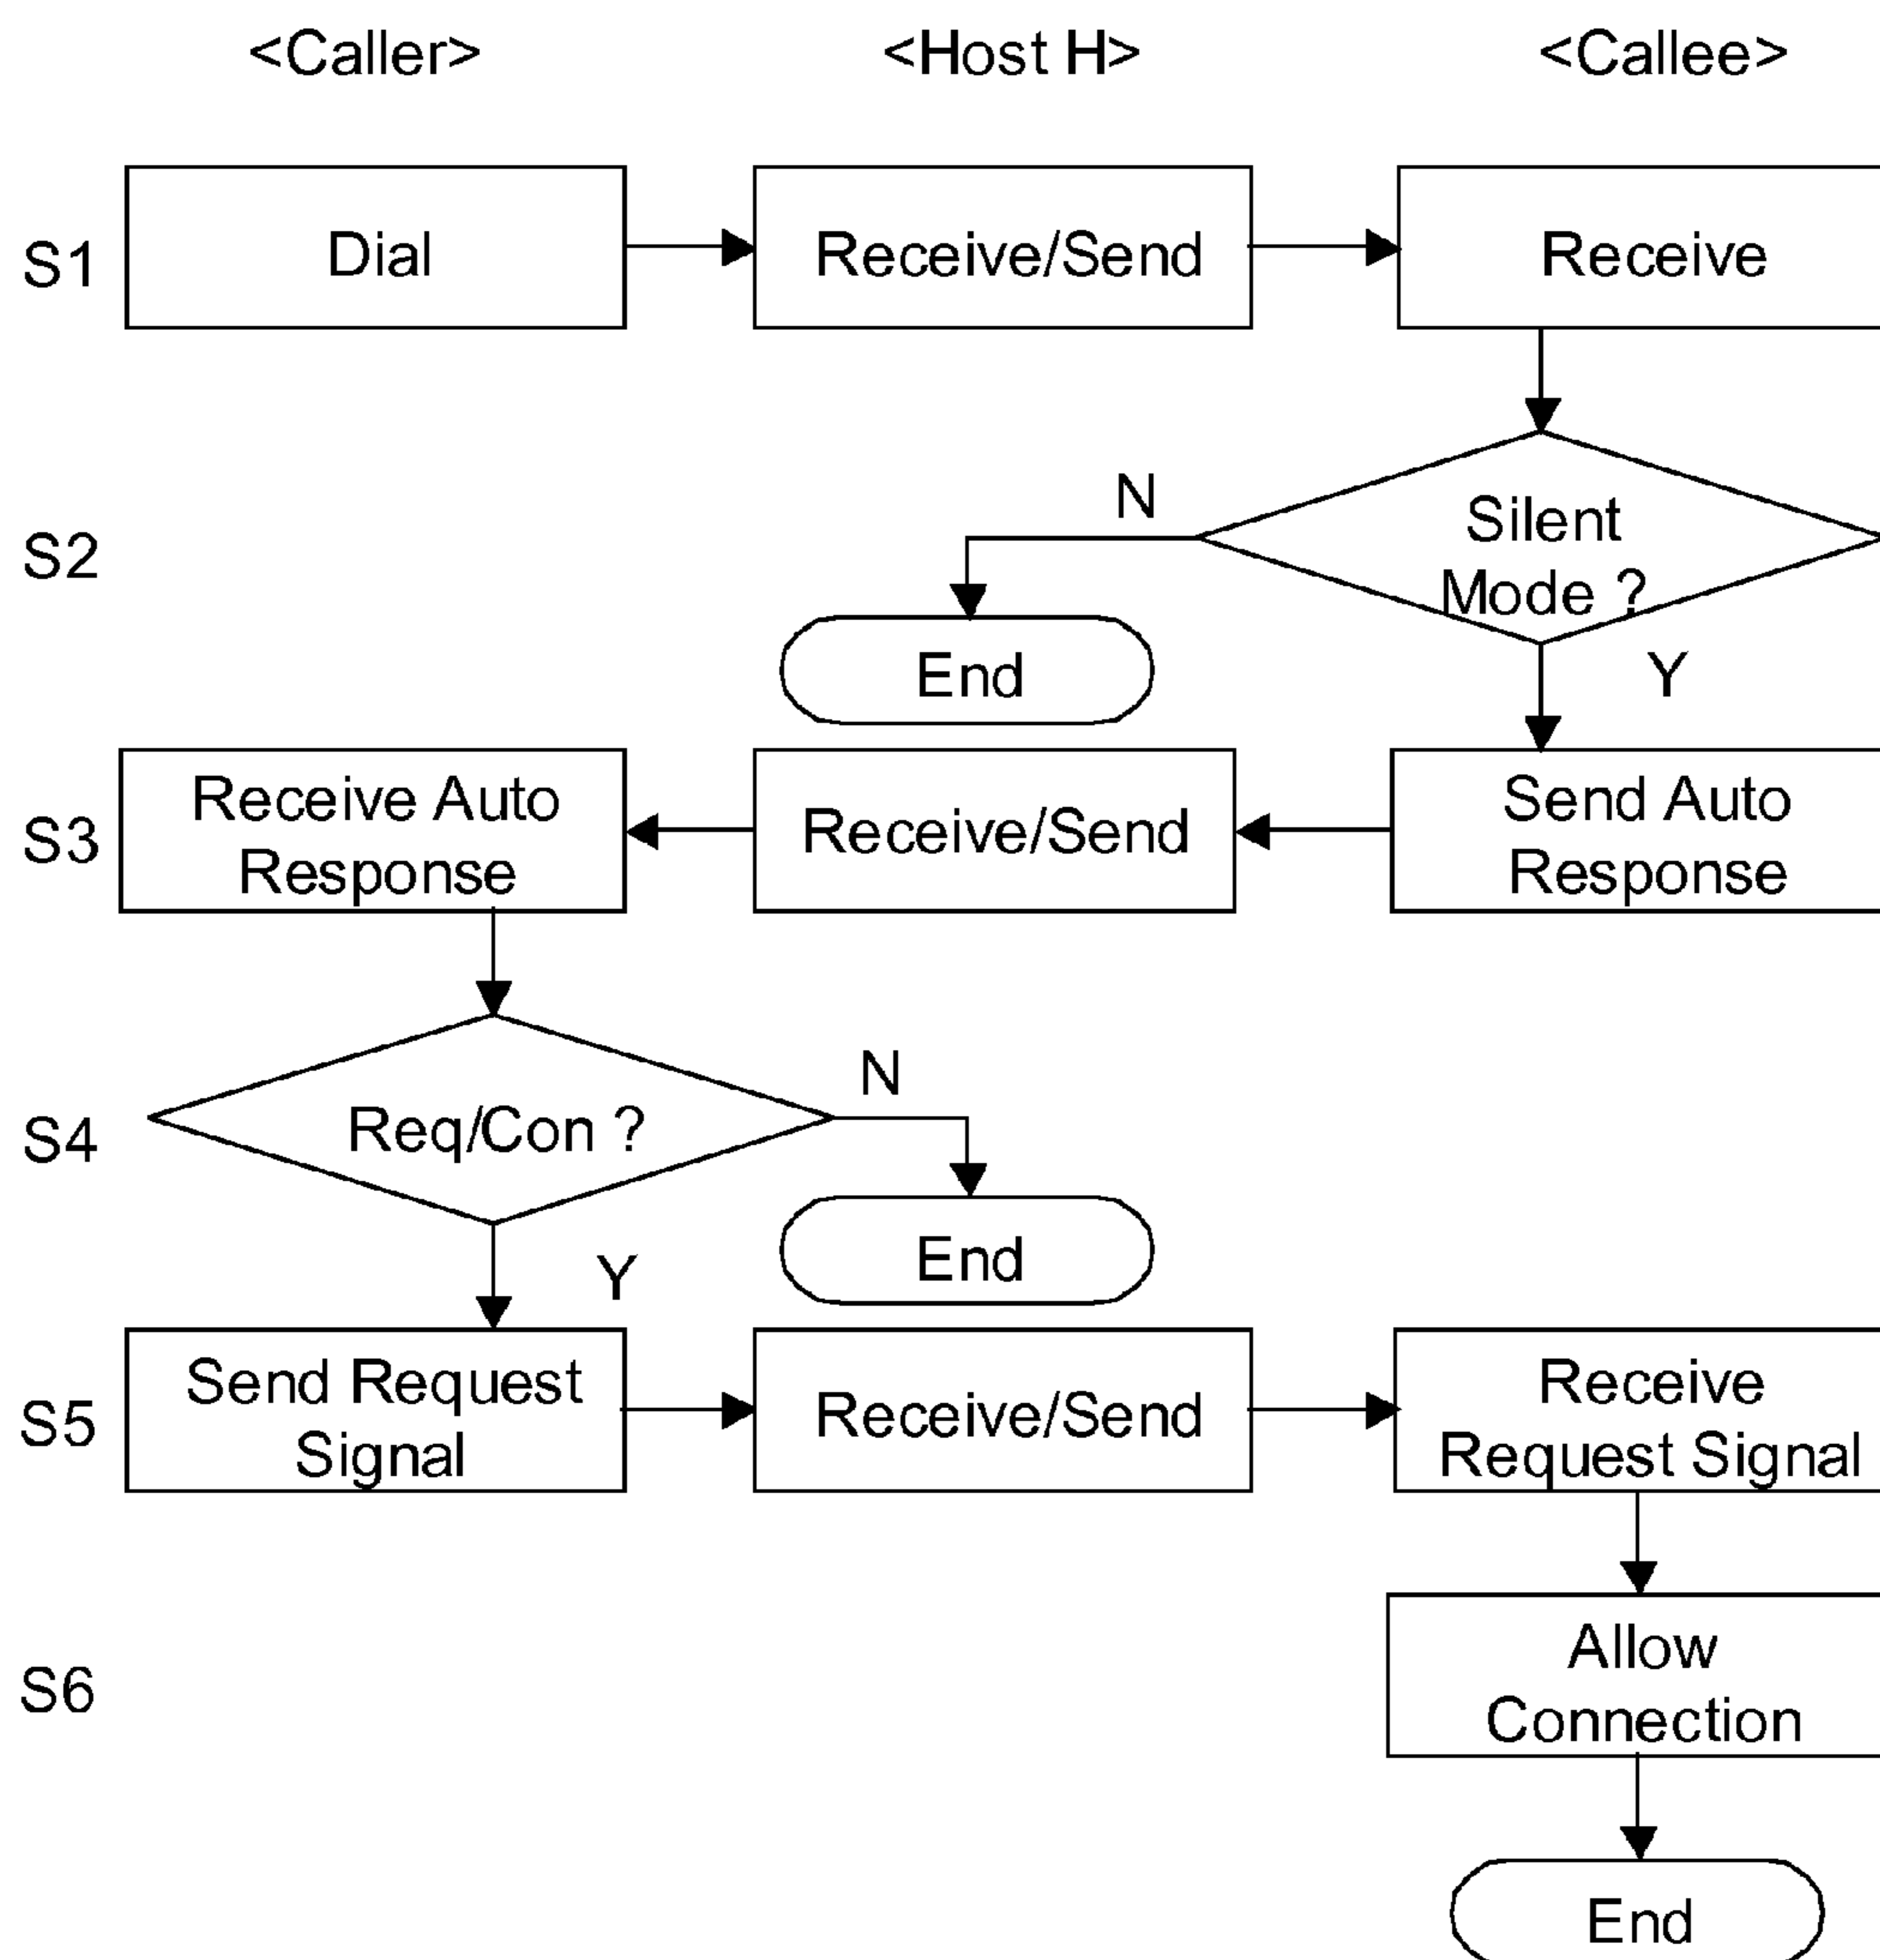 <Caller> <Host H> <Callee>
S1 Dial Receive/Send Receive
N
S2
Silent
Mode ?
End
Y
S3
Receive Auto
Response
Receive/Send
Send Auto
Response
N
S4 Req/Con ?
End
Y
S5
Send Request
Signal
Receive/Send
Receive
Request Signal
S6
Allow
Connection
End